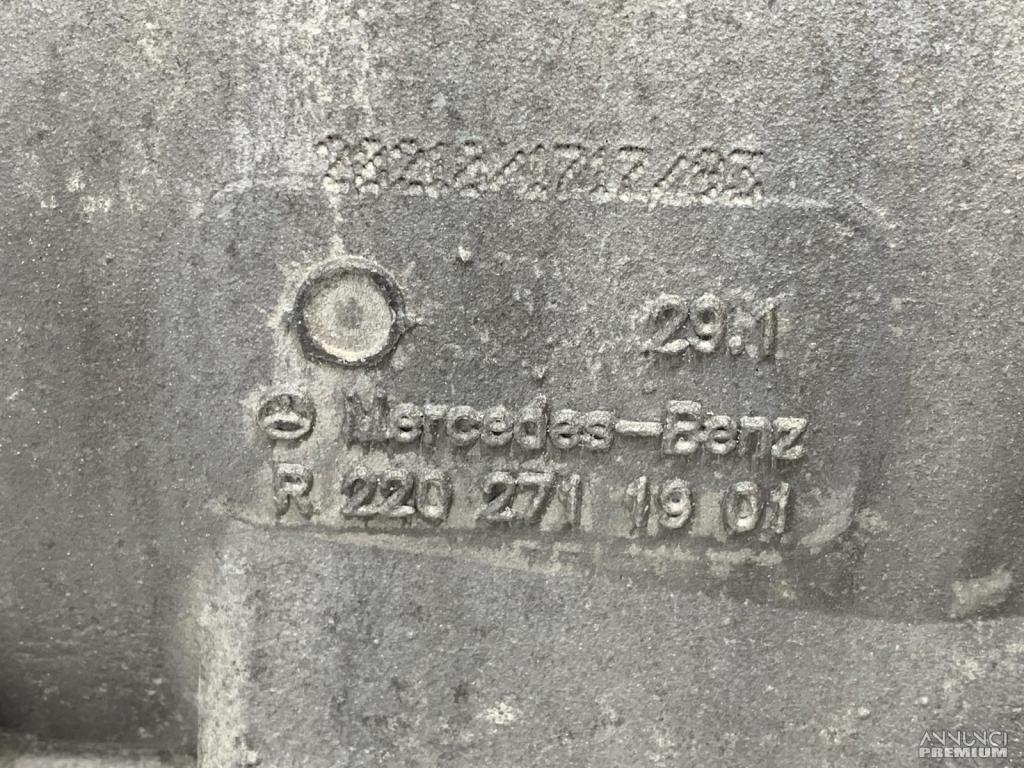 29.1
Mercedes-Benz
R 220 271 19 01
ANNUNCI
PREMIUM